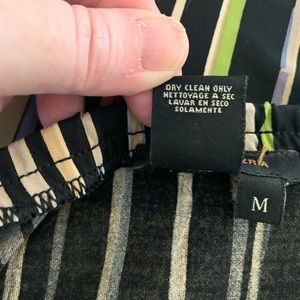 DRY CLEAN ONLY
NETTOYAGE A SEC
LAVAR EN SECO
SOLAMENTE
M